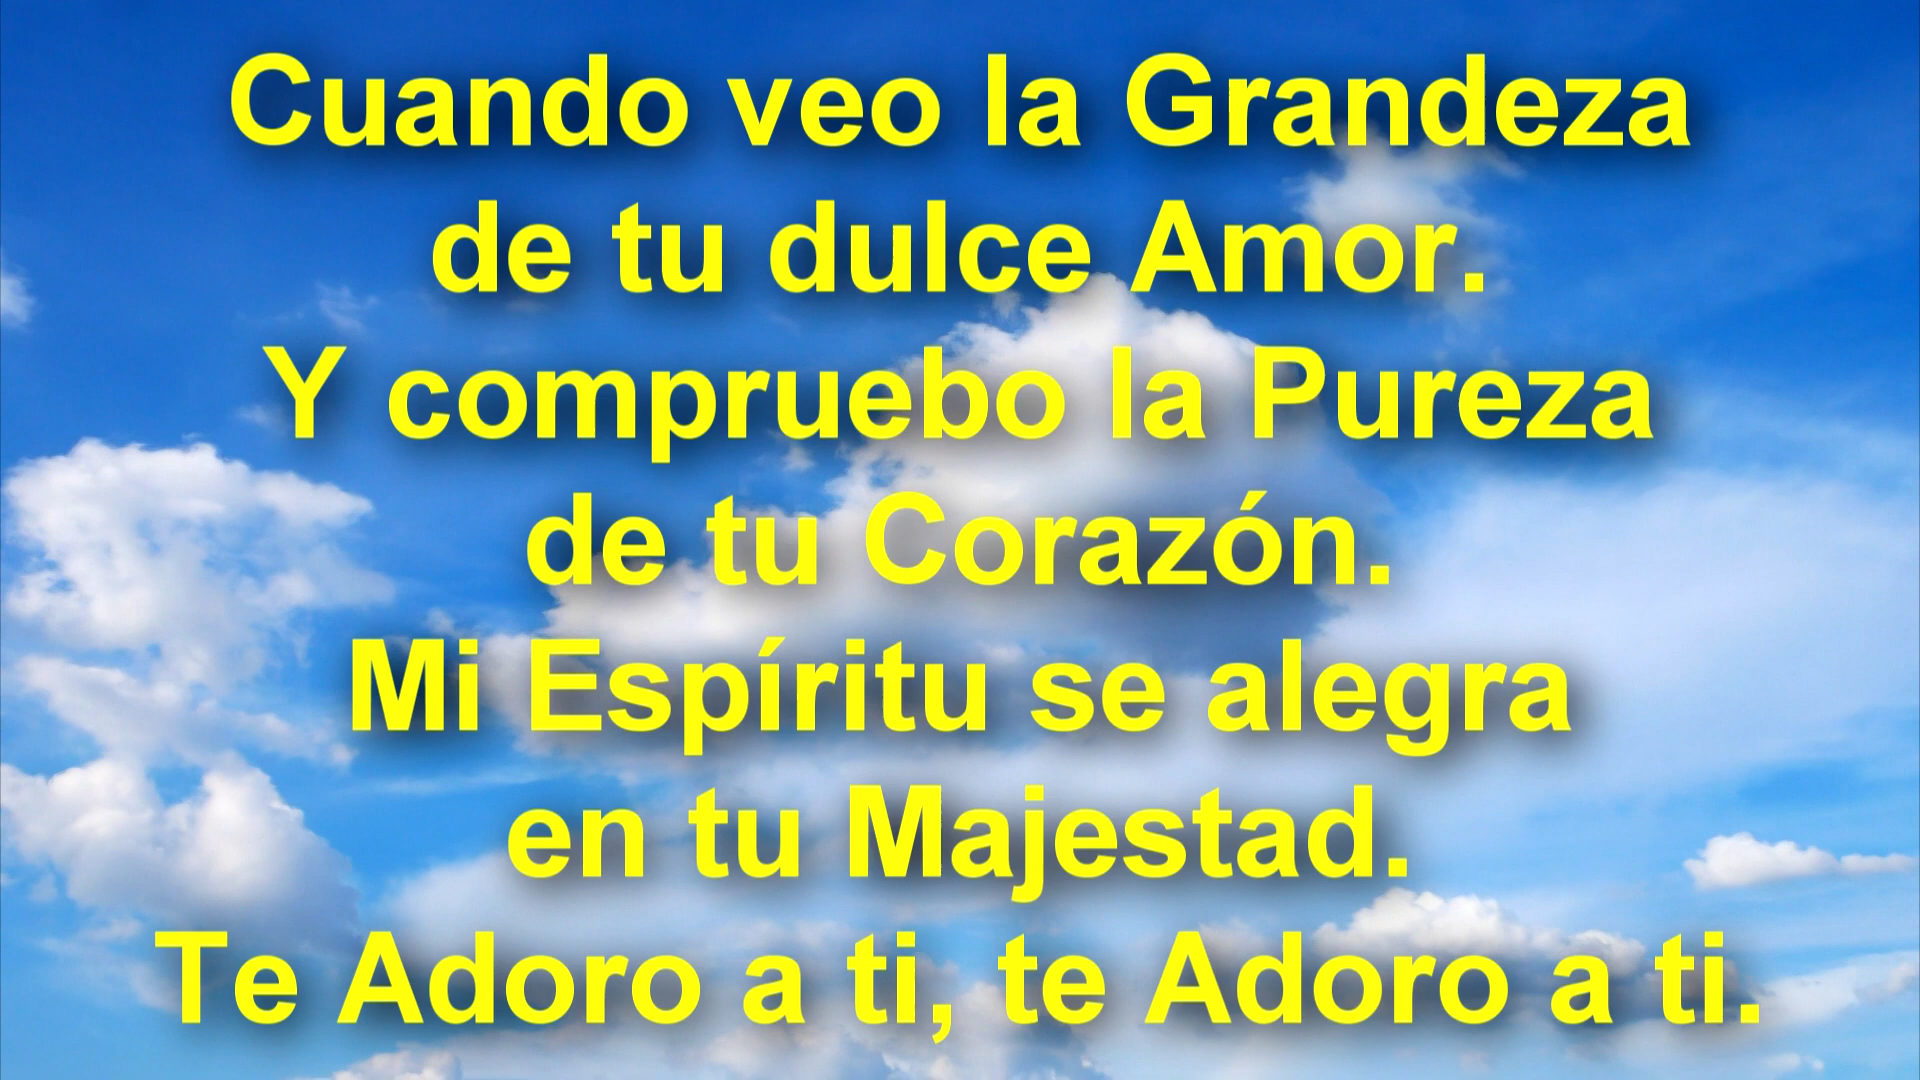 Cuando veo la Grandeza
de tu dulce Amor.
Y compruebo la Pureza
de tu Corazón.
Mi Espíritu se alegra
en tu Majestad.
Te Adoro a ti, te Adoro a ti.